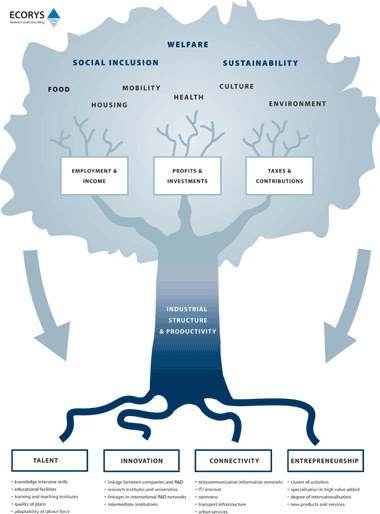 ECORYS
Research and Consulting
WELFARE
SOCIAL INCLUSION
SUSTAINABILITY
FOOD
MOBILITY
CULTURE
HOUSING
HEALTH
ENVIRONMENT
EMPLOYMENT &
INCOME
PROFITS &
INVESTMENTS
TAXES &
CONTRIBUTIONS
INDUSTRIAL
STRUCTURE
& PRODUCTIVITY
TALENT
• knowledge intensive skills
• educational facilities
• training and teaching institutes
• quality of place
• adaptability of labour force
INNOVATION
• linkage between companies and R&D
• research institutes and universities
• linkages in international R&D networks
• intermediate institutions
CONNECTIVITY
• telecommunication information networks
• IT/ internet
• openness
• transport infrastructure
• urban services
ENTREPRENEURSHIP
• cluster of activities
• specialisation in high value added
• degree of internationalisation
• new products and services